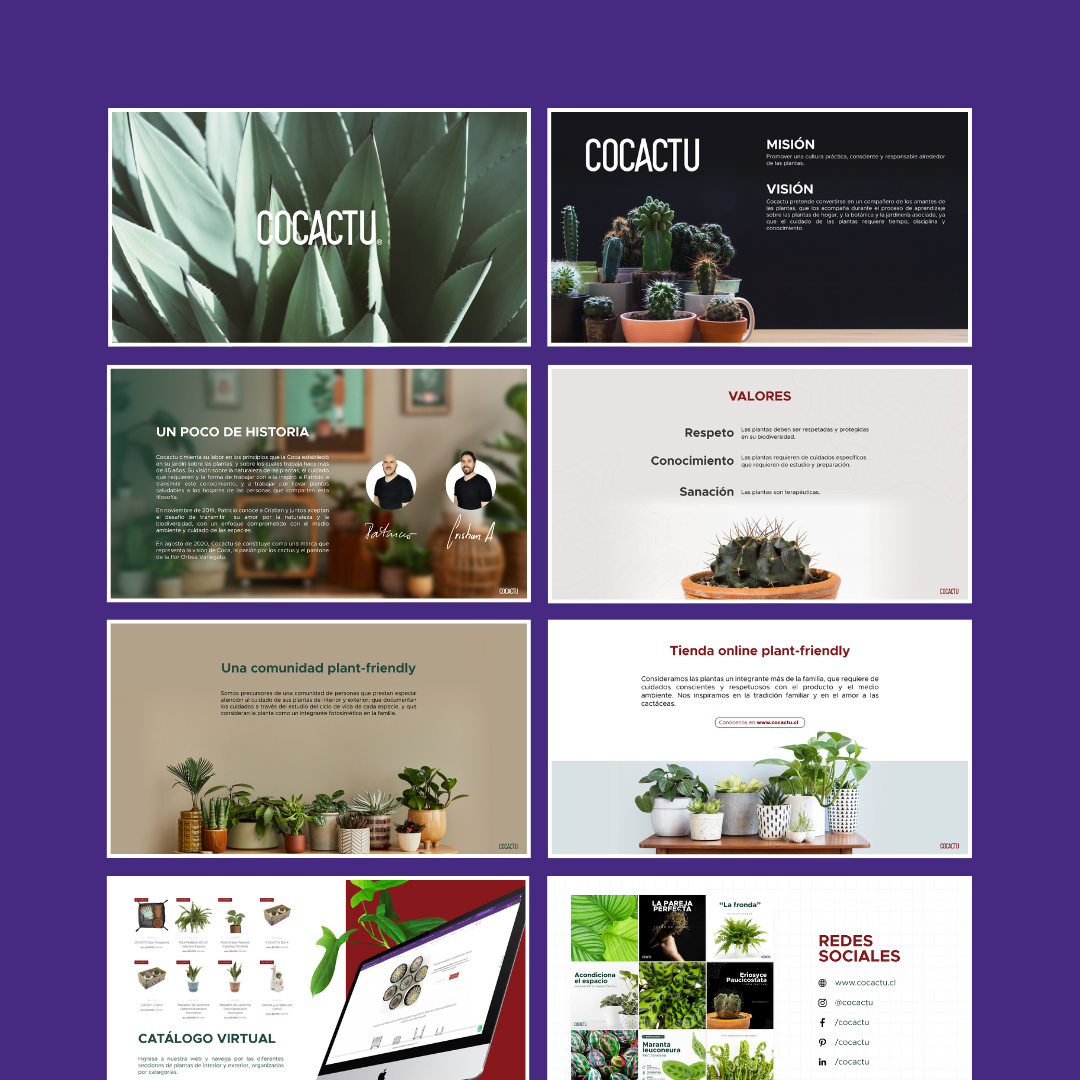 COCACTU®
COCACTU
MISIÓN
Promover una cultura práctica, consciente y responsable alrededor
de las plantas.
VISIÓN
Cocactu pretende convertirse en un compañero de los amantes de
las plantas, que los acompaña durante el proceso de aprendizaje
sobre las plantas de hogar, y la botánica y la jardinería asociada, ya
que el cuidado de las plantas requiere tiempo, disciplina y
conocimiento.
UN POCO DE HISTORIA
Cocactu cimienta su labor en los principios que la Coca estableció
en su jardín sobre las plantas; y sobre los cuales trabaja hace más
de 45 años. Su visión sobre la naturaleza de las plantas, el cuidado
que requieren y la forma de trabajar con ella inspiró a Patricio a
transmitir este conocimiento, y a trabajar por llevar plantas
saludables a los hogares de las personas que comparten esta
filosofía.
En noviembre de 2019, Patricio conoce a Cristian y juntos aceptan
el desafío de transmitir su amor por la naturaleza y la
biodiversidad, con un enfoque comprometido con el medio
ambiente y cuidado de las especies.
En agosto de 2020, Cocactu se constituye como una marca que
representa la visión de Coca, la pasión por los cactus y el pantone
de la flor Orbea Variegata.
Patricio
Cristian A
COCACTU
VALORES
Respeto
Las plantas deben ser respetadas y protegidas
en su biodiversidad.
Conocimiento
Las plantas requieren de cuidados específicos
que requieren de estudio y preparación.
Sanación
Las plantas son terapéuticas.
COCACTU
Una comunidad plant-friendly
Somos precursores de una comunidad de personas que prestan especial
atención al cuidado de sus plantas de interior y exterior; que documentan
los cuidados a través del estudio del ciclo de vida de cada especie, y que
consideran la planta como un integrante fotosintético en la familia.
COCACTU
Tienda online plant-friendly
Consideramos las plantas un integrante más de la familia, que requiere de
cuidados conscientes y respetuosos con el producto y el medio
ambiente. Nos inspiramos en la tradición familiar y en el amor a las
cactáceas.
Conócenos en www.cocactu.cl
COCACTU
CATÁLOGO VIRTUAL
Ingresa a nuestra web y navega por las diferentes
secciones de plantas de interior y exterior, organizadas
por categorías.
LA PAREJA
PERFECTA
"La fronda"
Acondiciona
el espacio
COCACTU
Eriosyce
Paucicostata
Maranta
leuconeura
REDES
SOCIALES
www.cocactu.cl
@cocactu
/cocactu
/cocactu
/cocactu